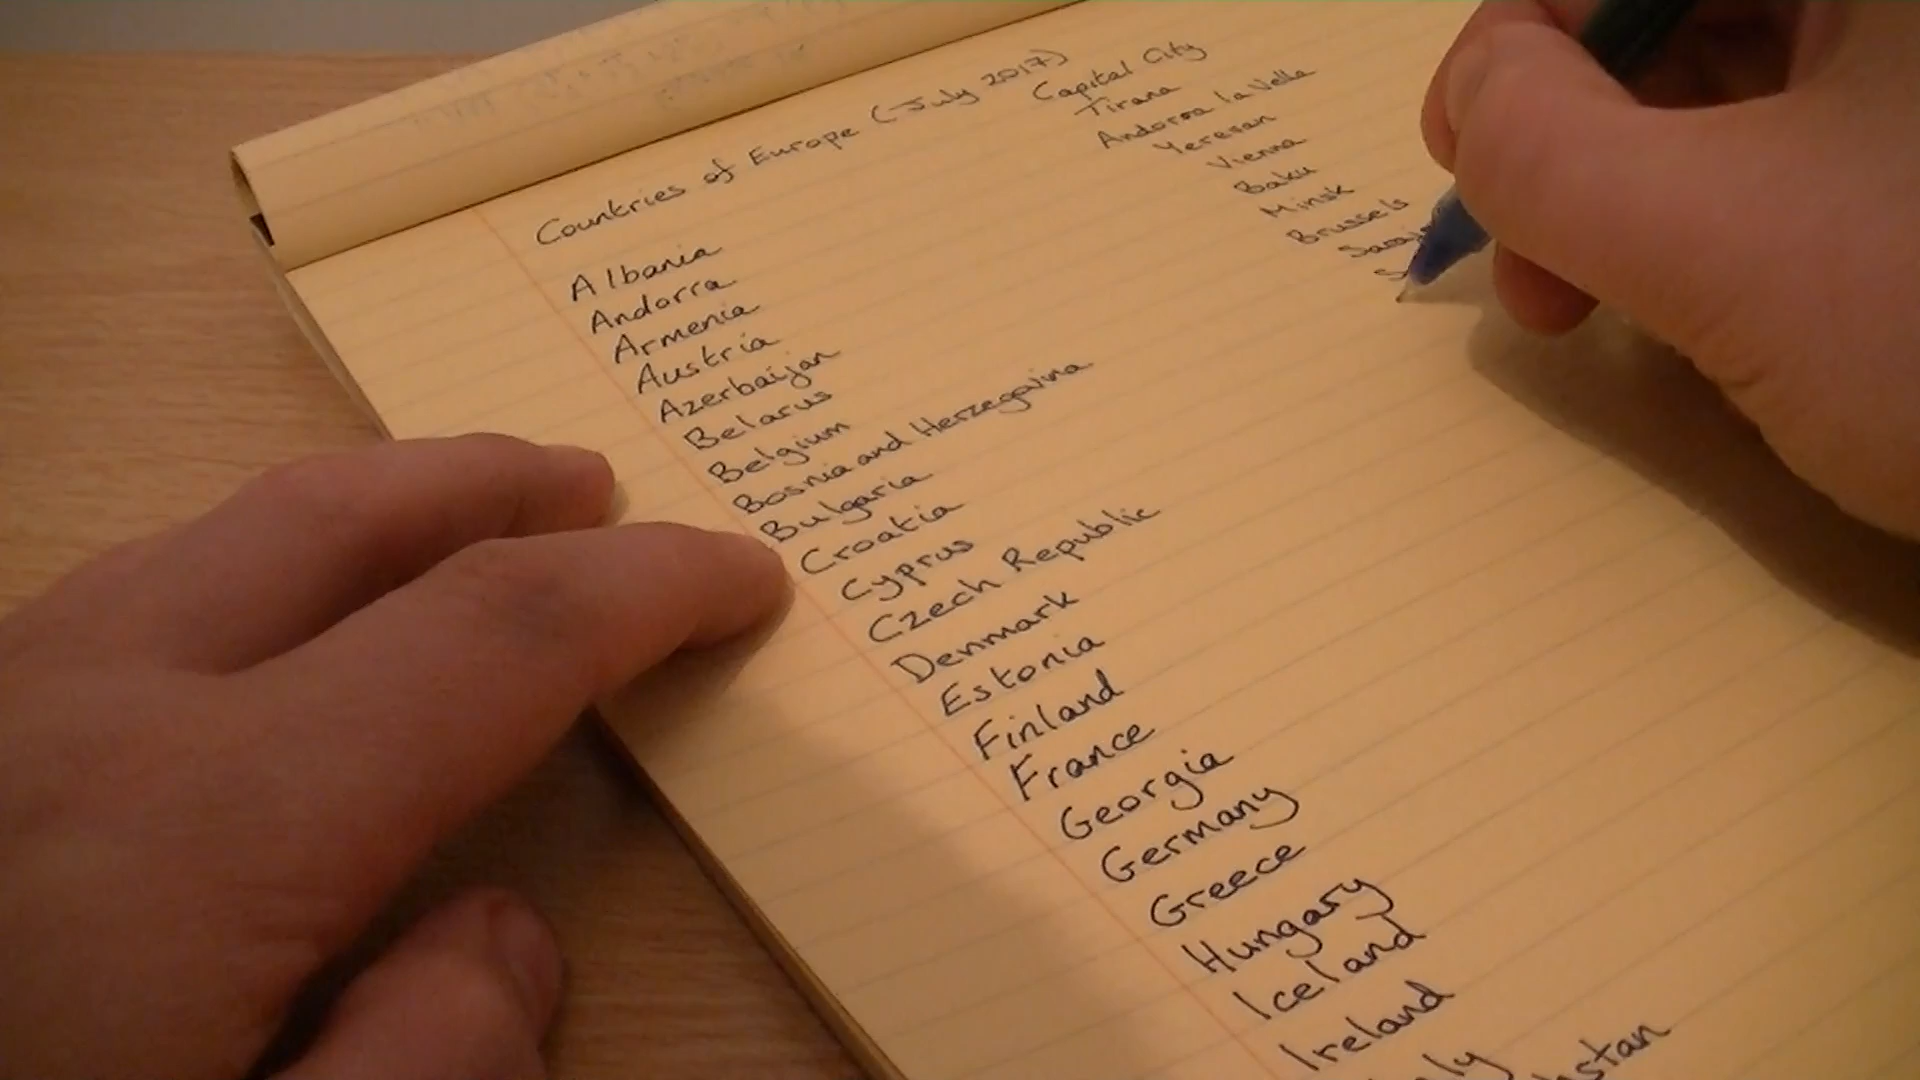 Countries of Europe (July 2017)
Capital City
Albania Tirana
Andorra Andorra la Vella
Armenia Yerevan
Austria Vienna
Azerbaijan Baku
Belarus Minsk
Belgium Brussels
Bosnia and Herzegovina
Bulgaria
Croatia
Cyprus
Czech Republic
Denmark
Estonia
Finland
France
Georgia
Germany
Greece
Hungary
Iceland
Ireland